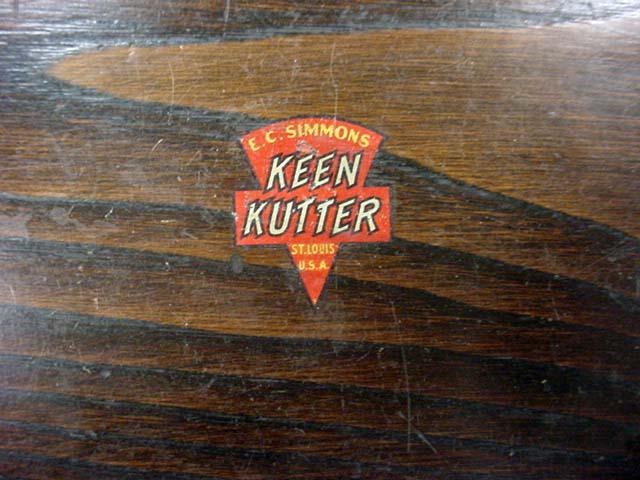 E.C. SIMMONS
KEEN
KUTTER
ST. LOUIS
U.S.A.